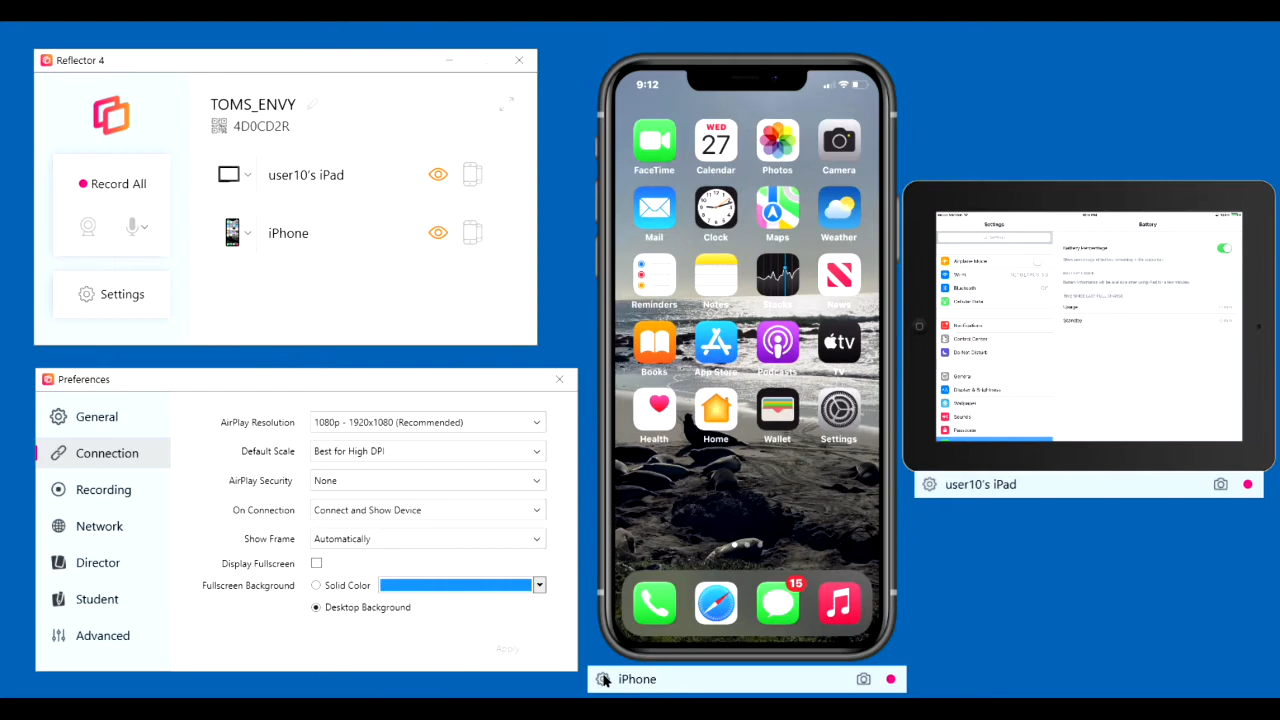 Reflector 4
TOMS_ENVY
4D0CD2R
Record All
Settings
user10's iPad
iPhone
Preferences
General
Connection
Recording
Network
Director
Student
Advanced
AirPlay Resolution
1080p - 1920x1080 (Recommended)
Default Scale
Best for High DPI
AirPlay Security
None
On Connection
Connect and Show Device
Show Frame
Automatically
Display Fullscreen
Fullscreen Background
Solid Color
Desktop Background
Apply
9:12
WED
27
FaceTime
Calendar
Photos
Camera
Mail
Clock
Maps
Weather
Reminders
Notes
Stocks
News
Books
App Store
Podcasts
tv
TV
Health
Home
Wallet
Settings
15
iPhone
Settings
Battery
Airplane Mode
Wi-Fi
Bluetooth
Off
Cellular Data
Notifications
Control Center
Do Not Disturb
General
Display & Brightness
Wallpaper
Sounds
Passcode
Battery Percentage
Usage
Standby
user10's iPad